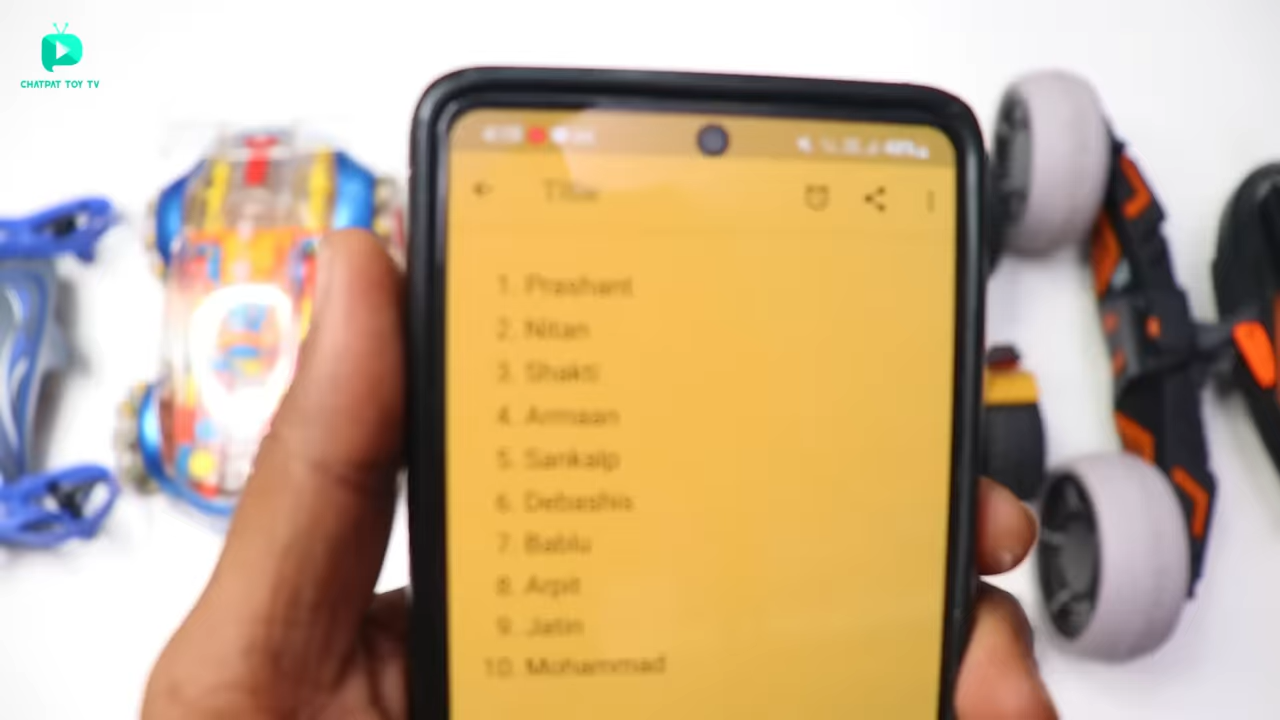 CHATPAT TOY TV
Title
1. Prashant
2. Nitan
3. Shakti
4. Armaan
5. Sankalp
6. Debashis
7. Bablu
8. Arpit
9. Jatin
10. Mohammad